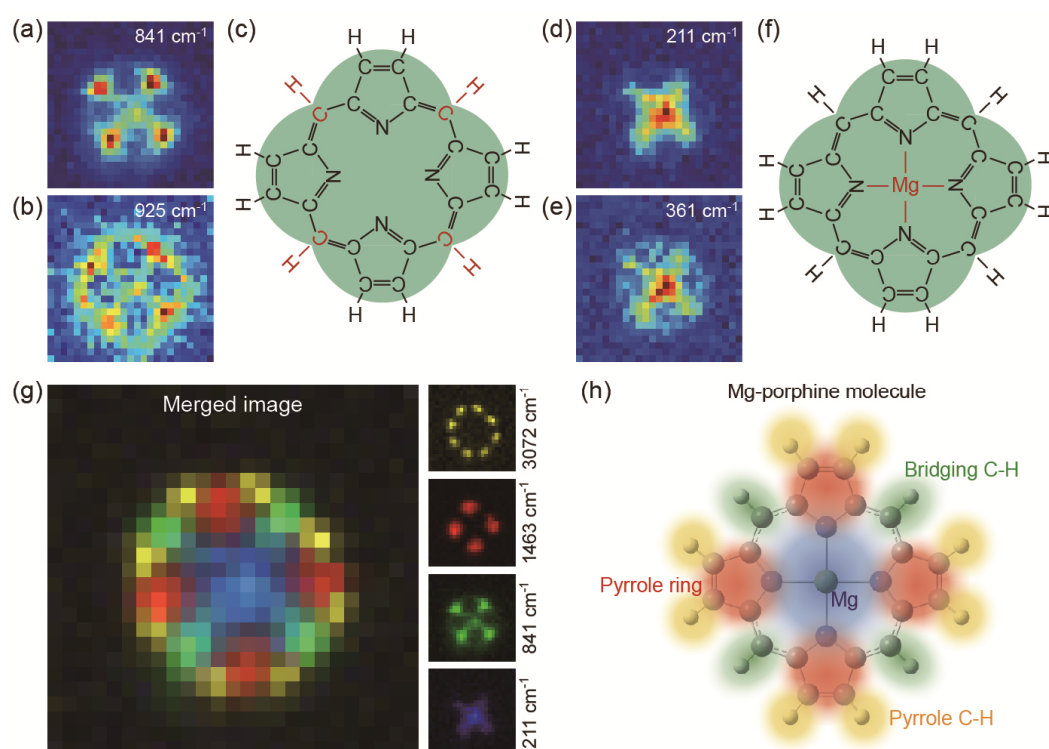 (a)
841 cm⁻¹
(b)
925 cm⁻¹
(c)
H H
H H
C=C
C C C C
N
H C C H
C N N C
H C C H
C C C C
N
C=C
H H
H H
(d)
211 cm⁻¹
(e)
361 cm⁻¹
(f)
H H
H H
C=C
C C C C
N
H C C H
C N Mg N C
H C C H
C C C C
N
C=C
H H
H H
(g)
Merged image
3072 cm⁻¹
1463 cm⁻¹
841 cm⁻¹
211 cm⁻¹
(h)
Mg-porphine molecule
Bridging C-H
Pyrrole ring
Mg
Pyrrole C-H